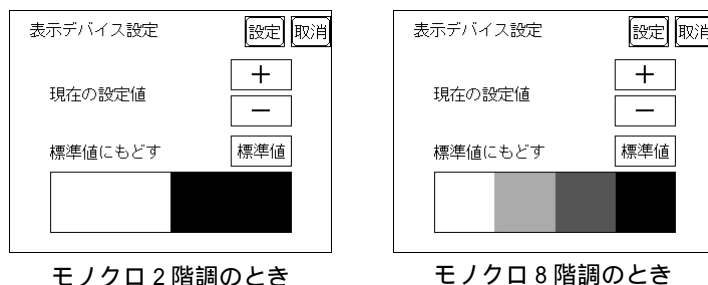 表示デバイス設定 設定 取消
現在の設定値 +
−
標準値にもどす 標準値
モノクロ2階調のとき
表示デバイス設定 設定 取消
現在の設定値 +
−
標準値にもどす 標準値
モノクロ8階調のとき